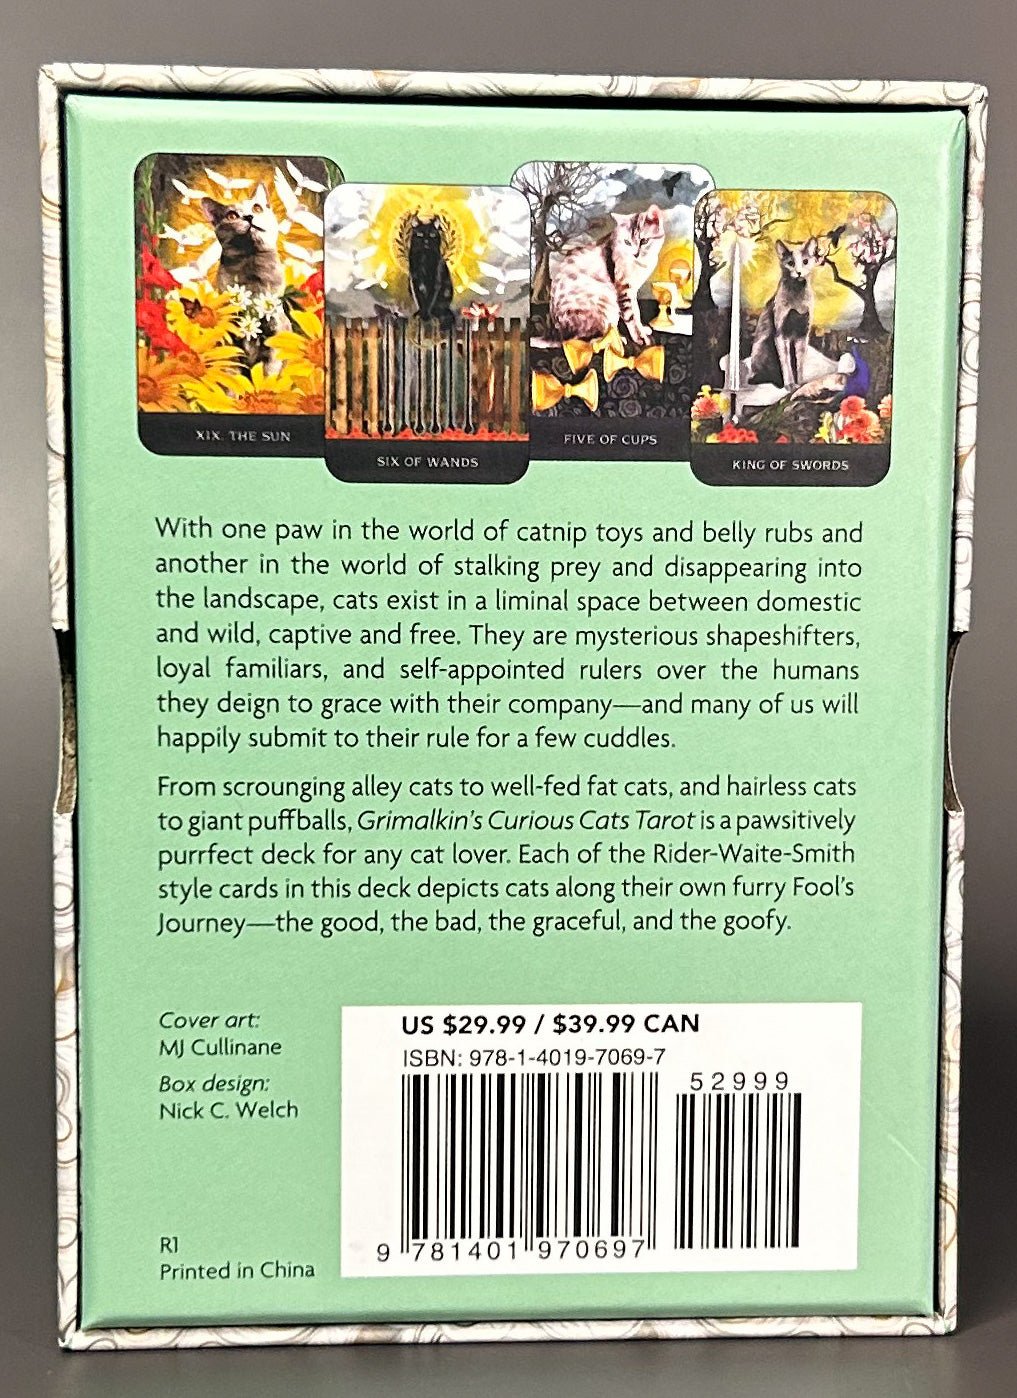 XIX. THE SUN
SIX OF WANDS
FIVE OF CUPS
KING OF SWORDS
With one paw in the world of catnip toys and belly rubs and
another in the world of stalking prey and disappearing into
the landscape, cats exist in a liminal space between domestic
and wild, captive and free. They are mysterious shapeshifters,
loyal familiars, and self-appointed rulers over the humans
they deign to grace with their company—and many of us will
happily submit to their rule for a few cuddles.
From scrounging alley cats to well-fed fat cats, and hairless cats
to giant puffballs, Grimalkin's Curious Cats Tarot is a pawsitively
purrfect deck for any cat lover. Each of the Rider-Waite-Smith
style cards in this deck depicts cats along their own furry Fool's
Journey—the good, the bad, the graceful, and the goofy.
Cover art:
MJ Cullinane
Box design:
Nick C. Welch
R1
Printed in China
US $29.99 / $39.99 CAN
ISBN: 978-1-4019-7069-7
52999
9 781401 970697